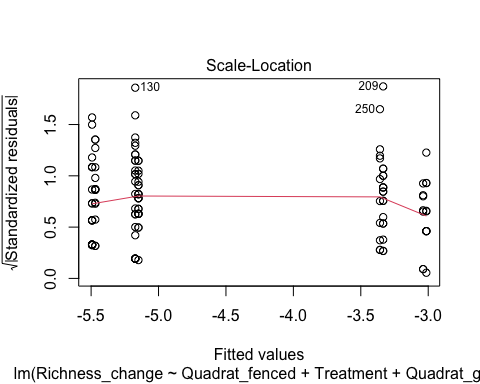 Scale-Location
√|Standardized residuals|
0.0 0.5 1.0 1.5
130
209
250
-5.5 -5.0 -4.5 -4.0 -3.5 -3.0
Fitted values
lm(Richness_change ~ Quadrat_fenced + Treatment + Quadrat_g